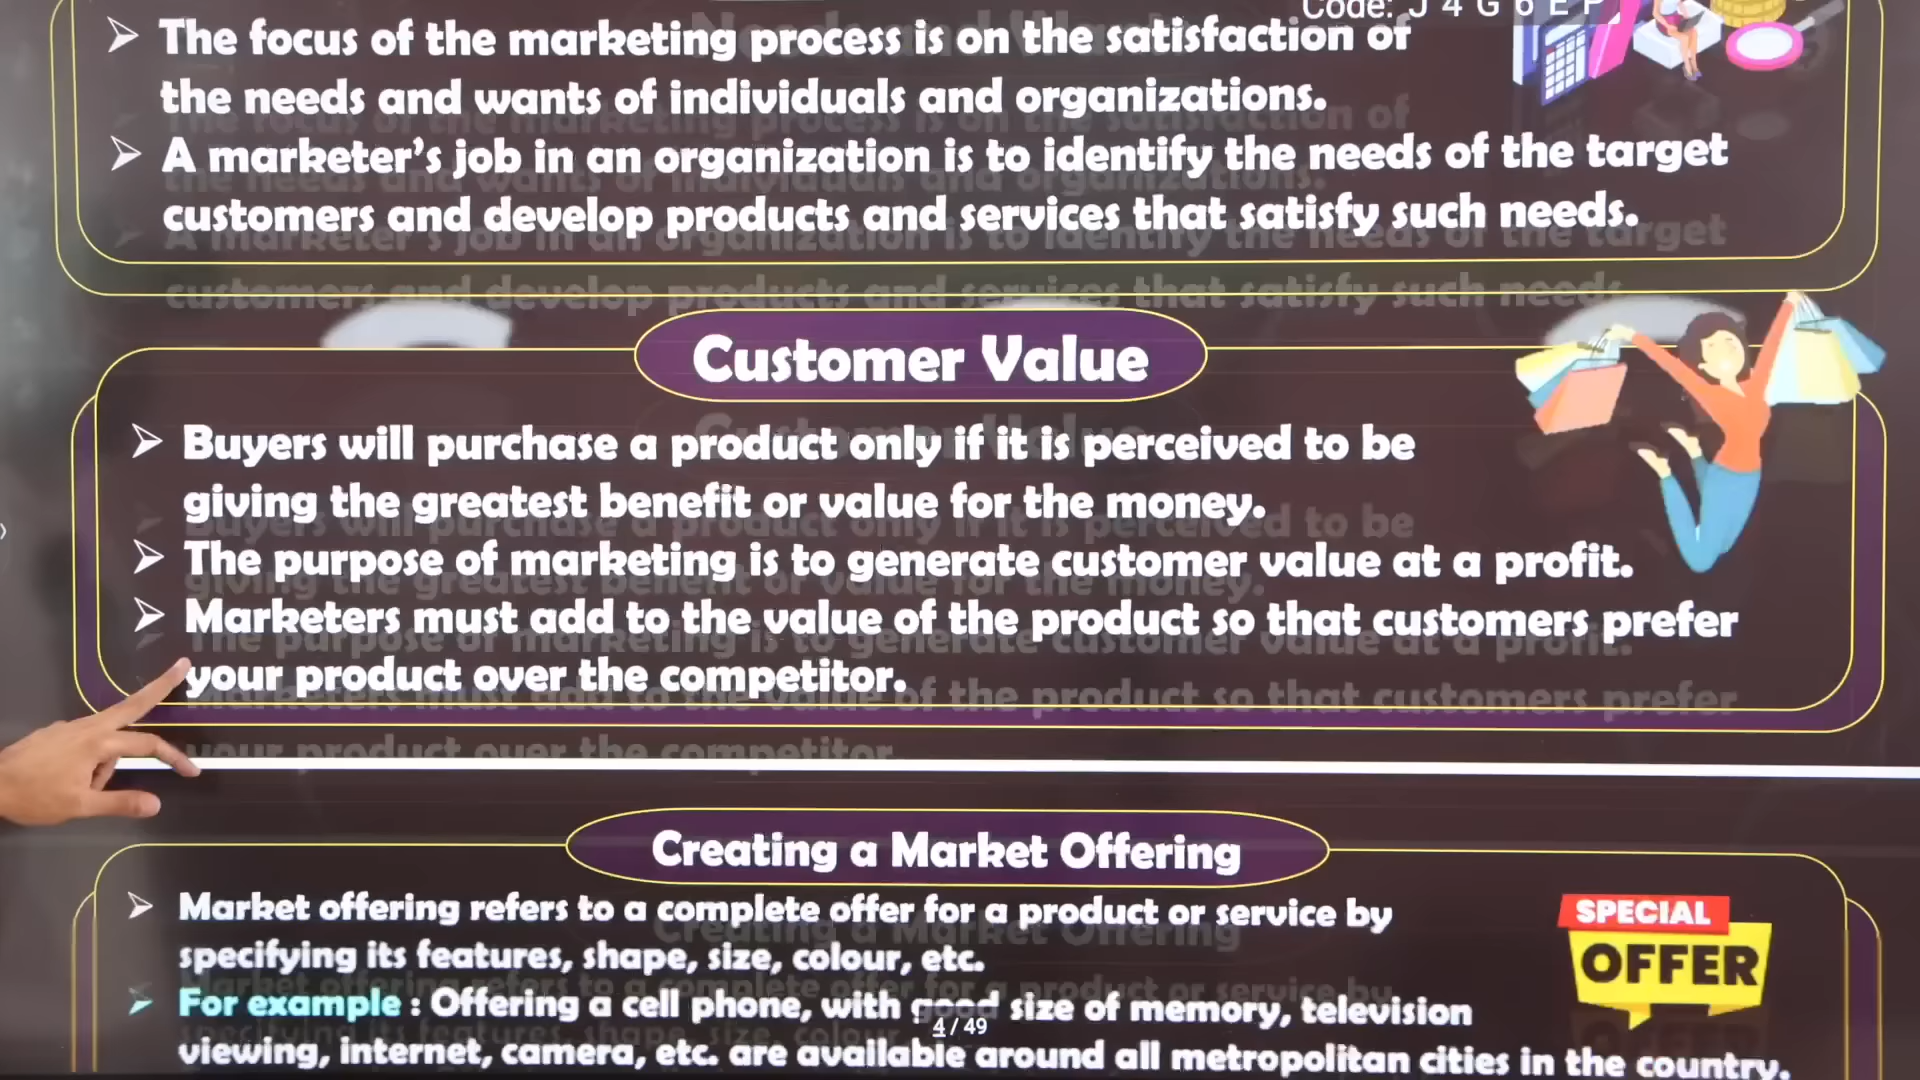 Code: J 4 G 6 E P
➢ The focus of the marketing process is on the satisfaction of
the needs and wants of individuals and organizations.
➢ A marketer's job in an organization is to identify the needs of the target
customers and develop products and services that satisfy such needs.
Customer Value
➢ Buyers will purchase a product only if it is perceived to be
giving the greatest benefit or value for the money.
➢ The purpose of marketing is to generate customer value at a profit.
➢ Marketers must add to the value of the product so that customers prefer
your product over the competitor.
Creating a Market Offering
➢ Market offering refers to a complete offer for a product or service by
specifying its features, shape, size, colour, etc.
SPECIAL
OFFER
➢ For example : Offering a cell phone, with good size of memory, television
4 / 49
viewing, internet, camera, etc. are available around all metropolitan cities in the country.